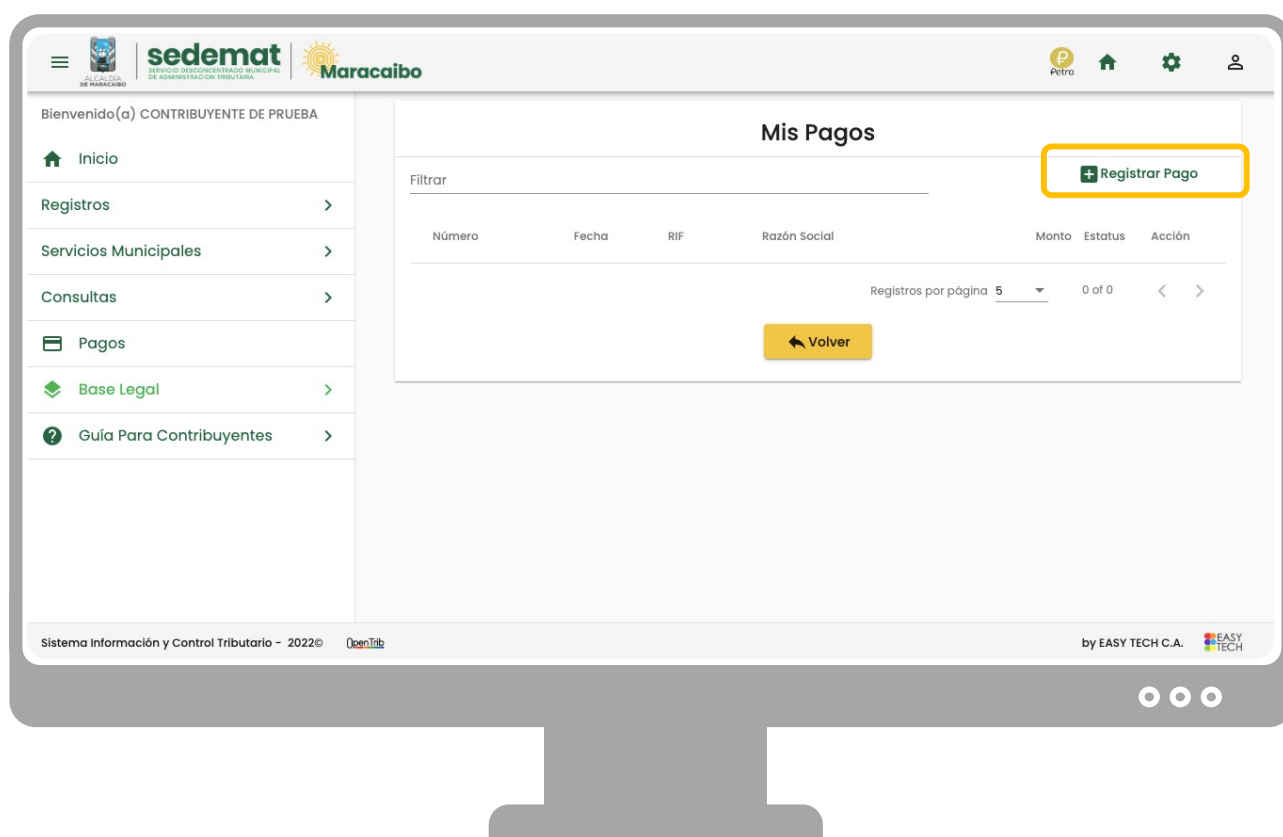 ALCALDÍA
DE MARACAIBO
sedemat
SERVICIO DESCONCENTRADO MUNICIPAL
DE ADMINISTRACIÓN TRIBUTARIA
Maracaibo
Petro
Bienvenido(a) CONTRIBUYENTE DE PRUEBA
Inicio
Registros
Servicios Municipales
Consultas
Pagos
Base Legal
Guía Para Contribuyentes
Mis Pagos
Filtrar
Registrar Pago
Número Fecha RIF Razón Social Monto Estatus Acción
Registros por página 5 0 of 0
Volver
Sistema Información y Control Tributario - 2022© OpenTrib by EASY TECH C.A. EASY TECH